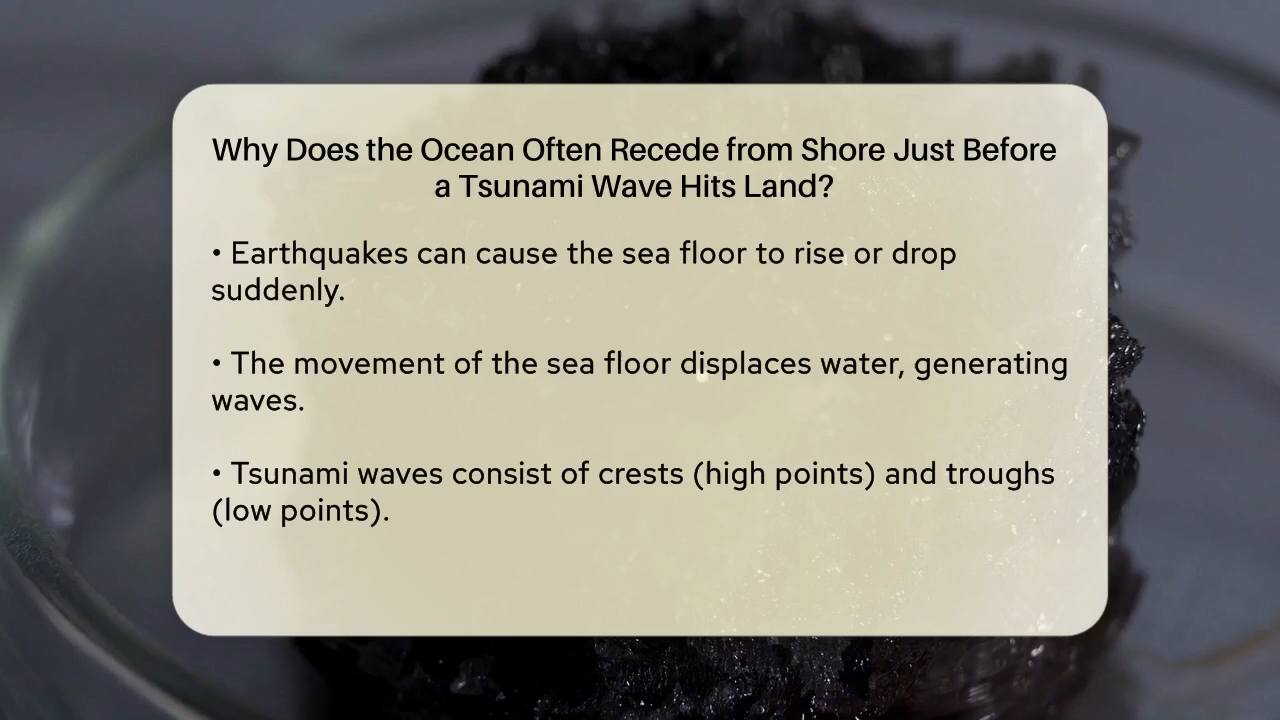 Why Does the Ocean Often Recede from Shore Just Before
a Tsunami Wave Hits Land?
• Earthquakes can cause the sea floor to rise or drop
suddenly.
• The movement of the sea floor displaces water, generating
waves.
• Tsunami waves consist of crests (high points) and troughs
(low points).